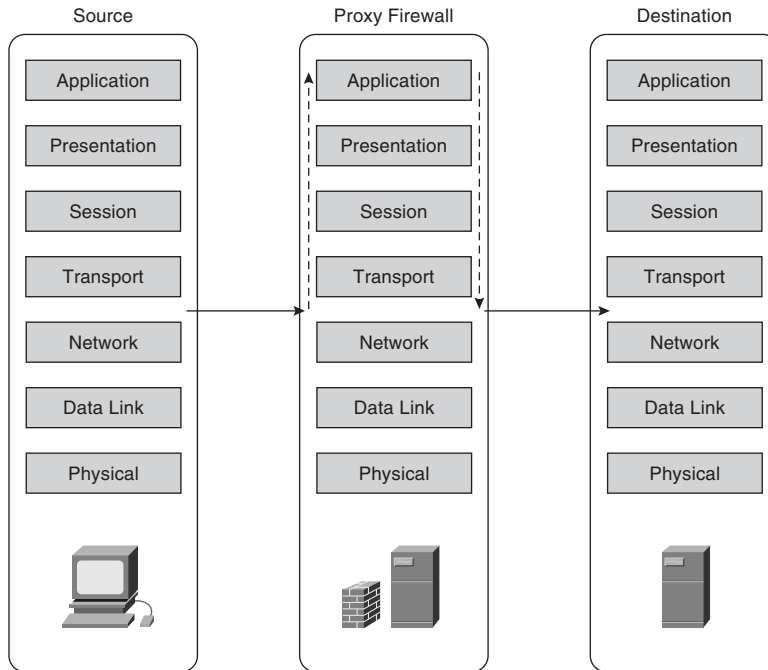 Source
Proxy Firewall
Destination
Application
Application
Application
Presentation
Presentation
Presentation
Session
Session
Session
Transport
Transport
Transport
Network
Network
Network
Data Link
Data Link
Data Link
Physical
Physical
Physical